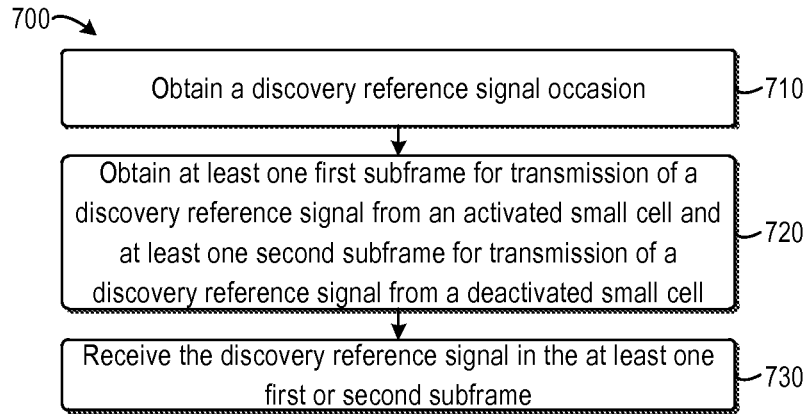 700
Obtain a discovery reference signal occasion
710
Obtain at least one first subframe for transmission of a
discovery reference signal from an activated small cell and
at least one second subframe for transmission of a
discovery reference signal from a deactivated small cell
720
Receive the discovery reference signal in the at least one
first or second subframe
730